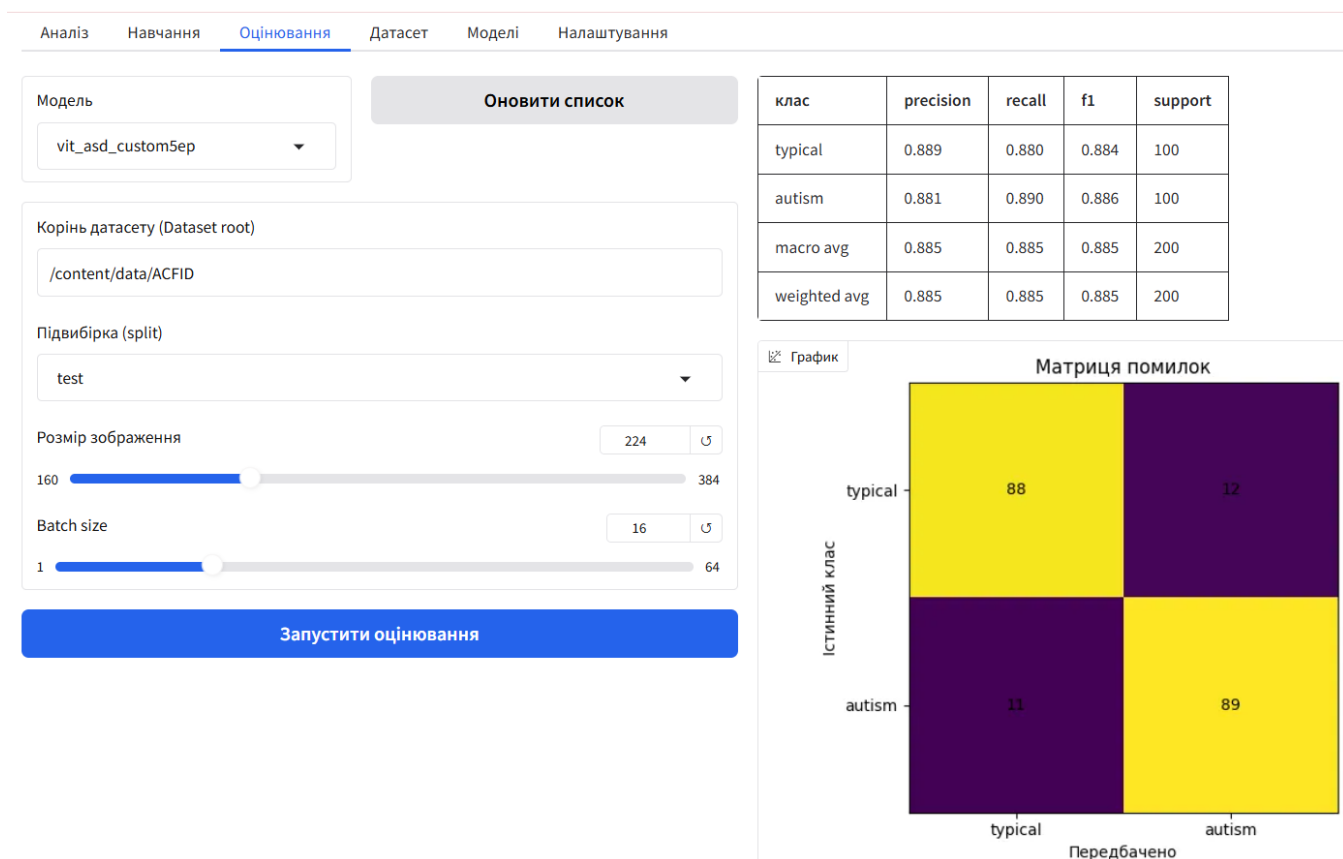 Аналіз Навчання Оцінювання Датасет Моделі Налаштування
Модель
vit_asd_custom5ep
Оновити список
Корінь датасету (Dataset root)
/content/data/ACFID
Підвибірка (split)
test
Розмір зображення
224
160 384
Batch size
16
1 64
Запустити оцінювання
клас precision recall f1 support
typical 0.889 0.880 0.884 100
autism 0.881 0.890 0.886 100
macro avg 0.885 0.885 0.885 200
weighted avg 0.885 0.885 0.885 200
График
Матриця помилок
Істинний клас
typical 88 12
autism 11 89
typical autism
Передбачено